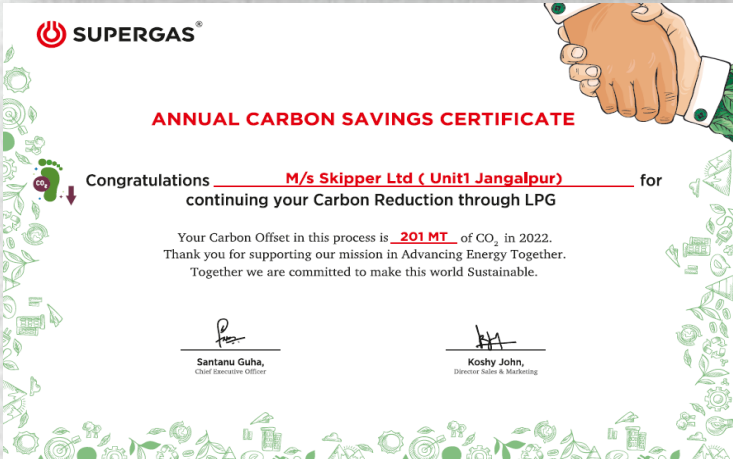 SUPERGAS®
ANNUAL CARBON SAVINGS CERTIFICATE
Congratulations M/s Skipper Ltd ( Unit1 Jangalpur) for
continuing your Carbon Reduction through LPG
CO₂
Your Carbon Offset in this process is 201 MT of CO₂ in 2022.
Thank you for supporting our mission in Advancing Energy Together.
Together we are committed to make this world Sustainable.
Santanu Guha,
Chief Executive Officer
Koshy John,
Director Sales & Marketing